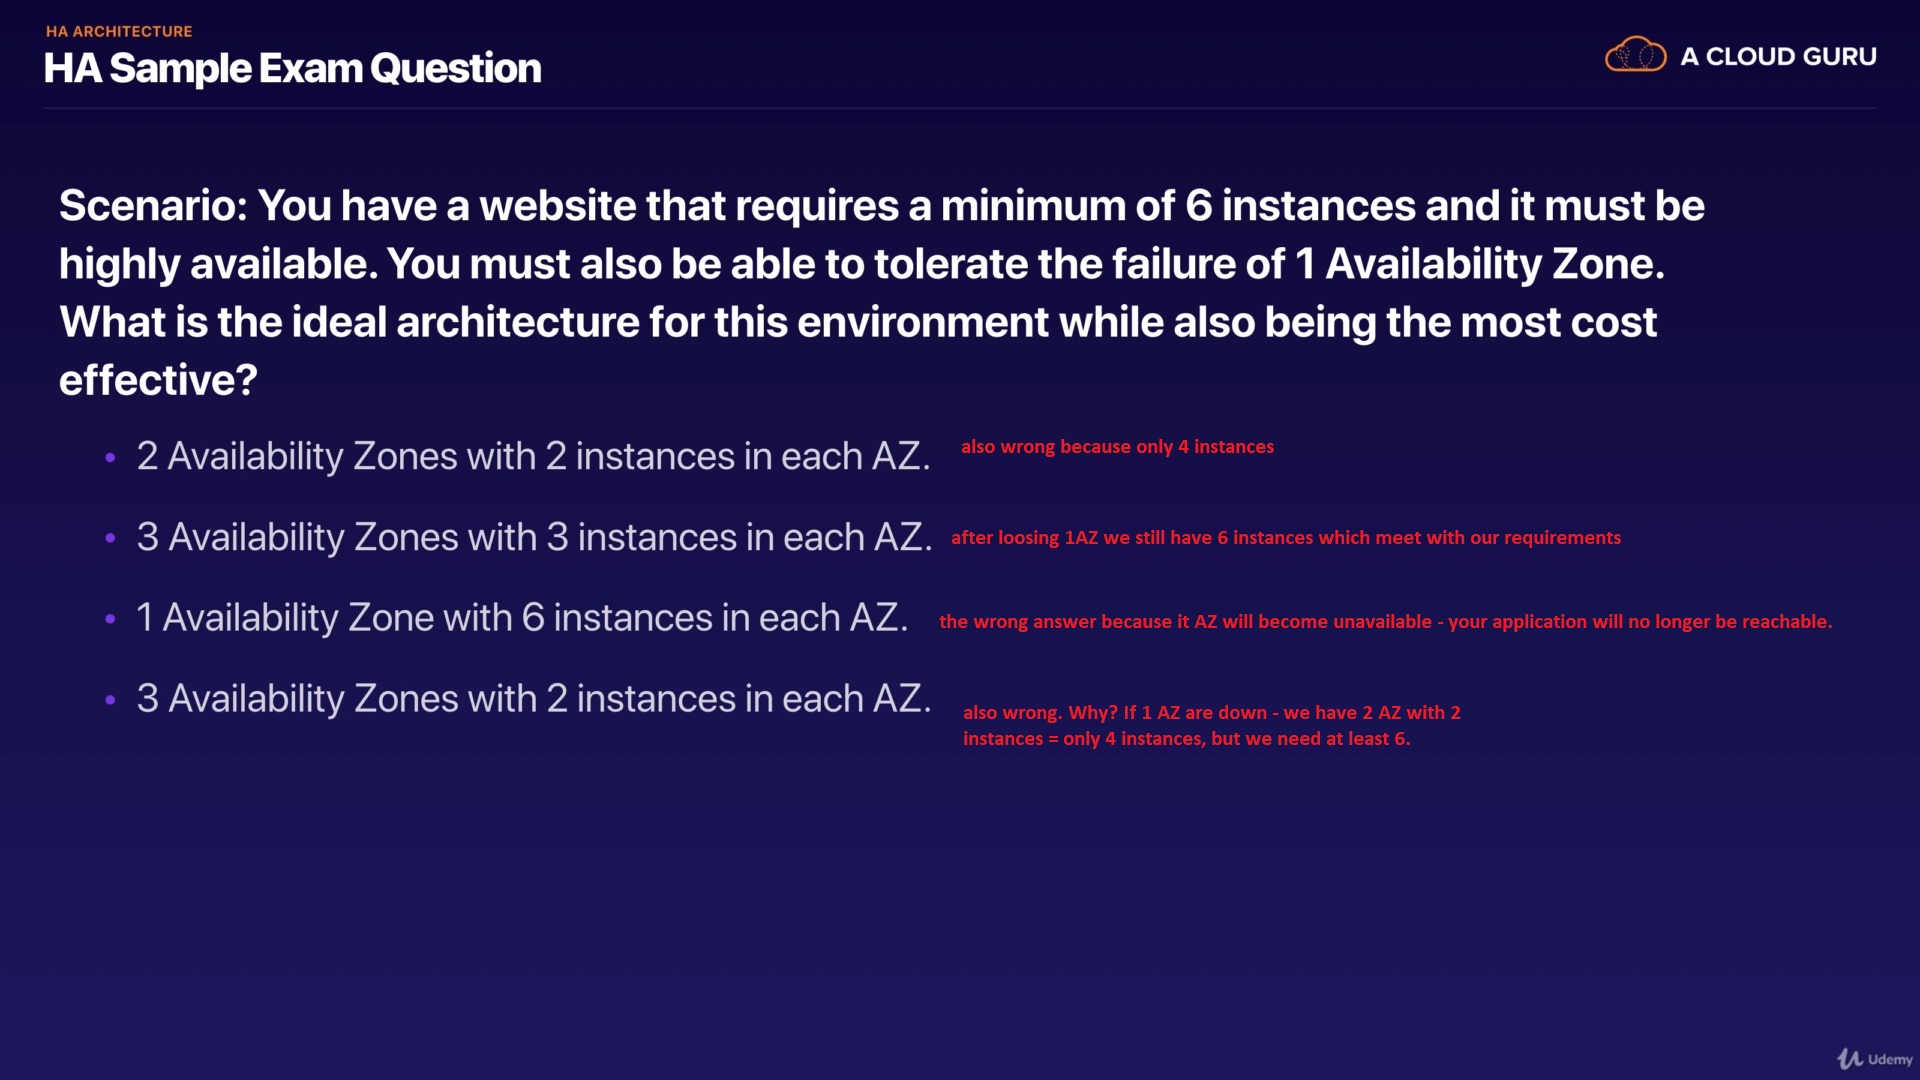 HA ARCHITECTURE
HA Sample Exam Question
A CLOUD GURU
Scenario: You have a website that requires a minimum of 6 instances and it must be
highly available. You must also be able to tolerate the failure of 1 Availability Zone.
What is the ideal architecture for this environment while also being the most cost
effective?
• 2 Availability Zones with 2 instances in each AZ.
also wrong because only 4 instances
• 3 Availability Zones with 3 instances in each AZ.
after loosing 1AZ we still have 6 instances which meet with our requirements
• 1 Availability Zone with 6 instances in each AZ.
the wrong answer because it AZ will become unavailable - your application will no longer be reachable.
• 3 Availability Zones with 2 instances in each AZ.
also wrong. Why? If 1 AZ are down - we have 2 AZ with 2
instances = only 4 instances, but we need at least 6.
Udemy